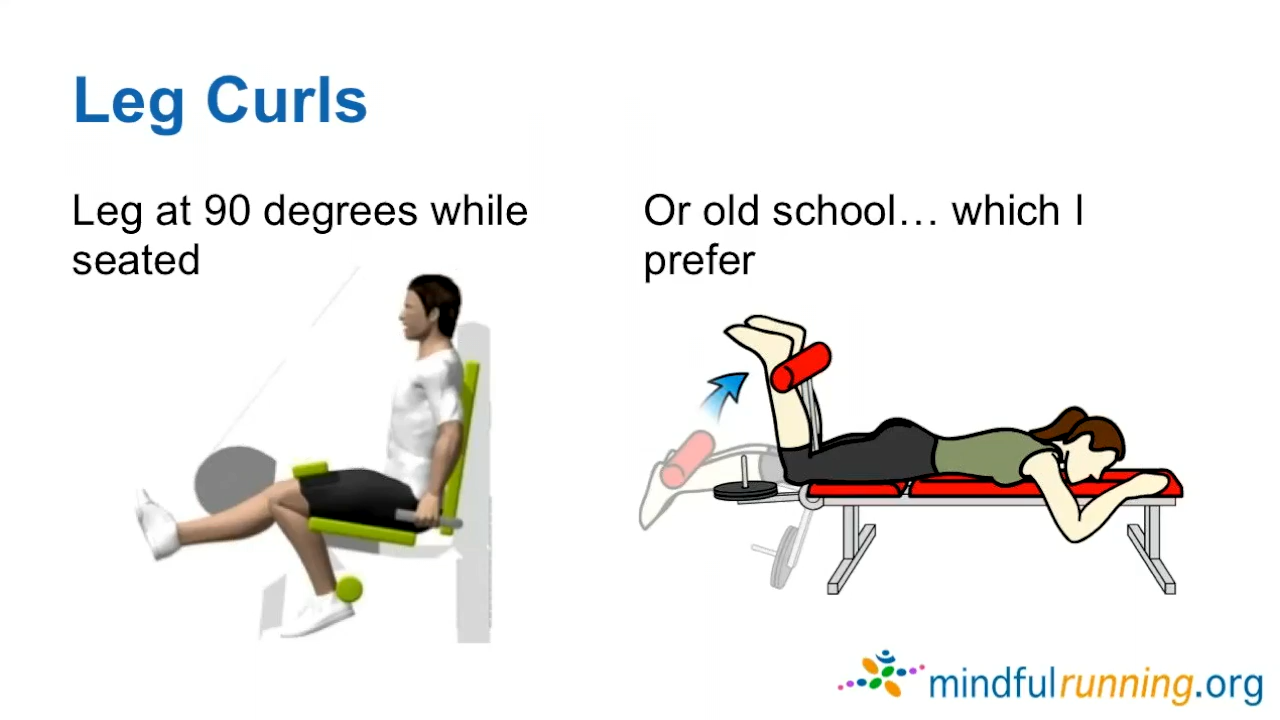 Leg Curls
Leg at 90 degrees while
seated
Or old school… which I
prefer
mindfulrunning.org